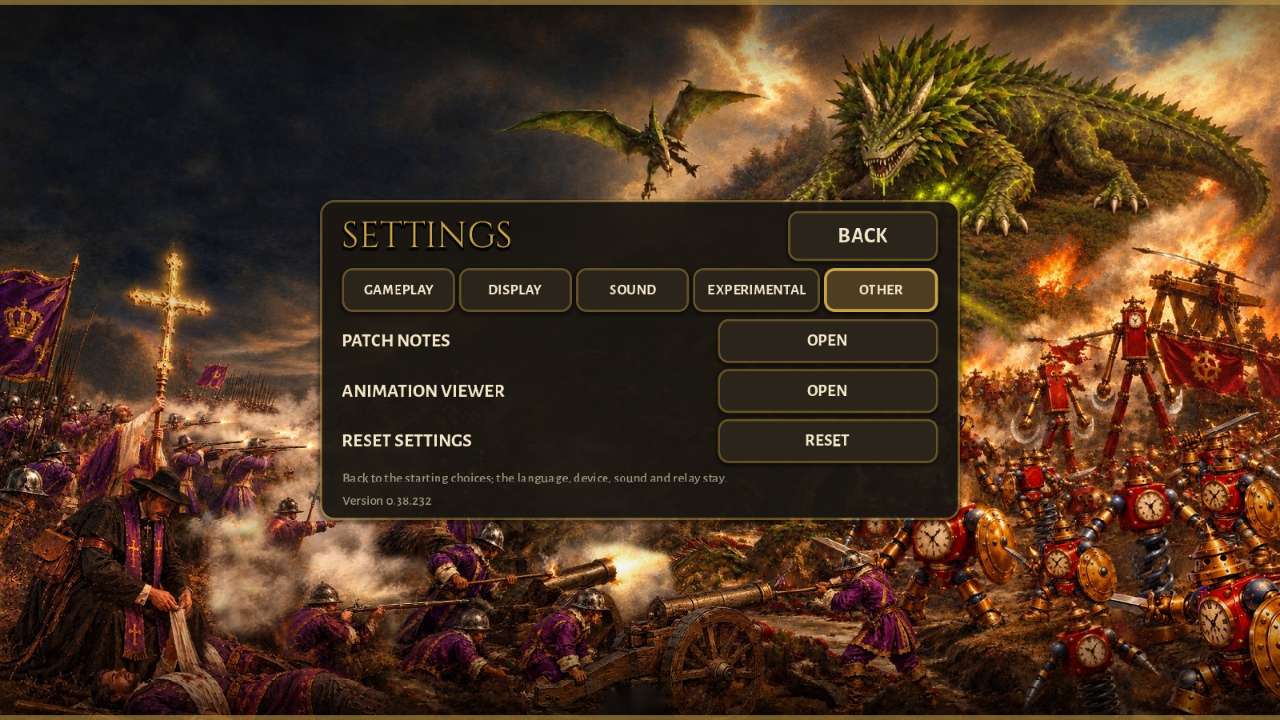 SETTINGS
BACK
GAMEPLAY
DISPLAY
SOUND
EXPERIMENTAL
OTHER
PATCH NOTES
OPEN
ANIMATION VIEWER
OPEN
RESET SETTINGS
RESET
Back to the starting choices; the language, device, sound and relay stay.
Version 0.38.232